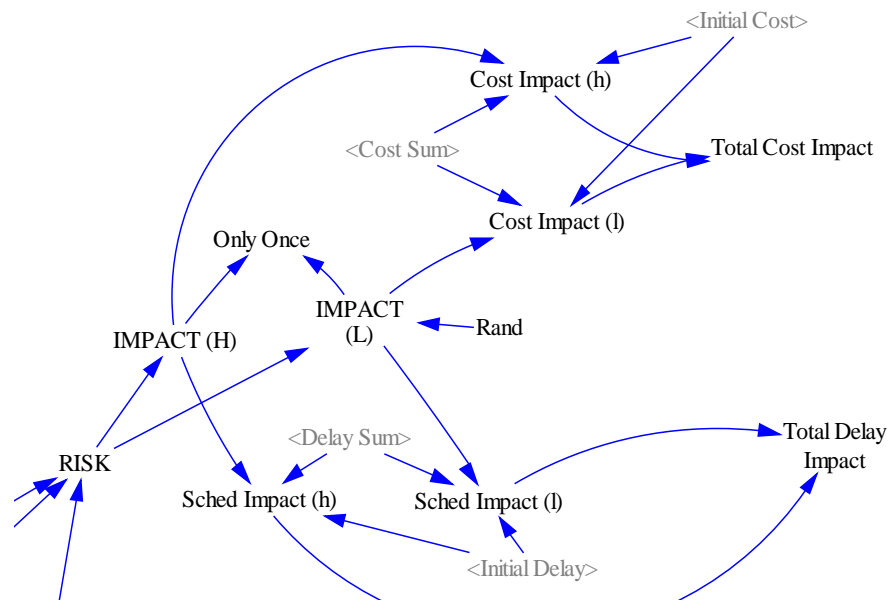 <Initial Cost>
Cost Impact (h)
<Cost Sum>
Total Cost Impact
Cost Impact (l)
Only Once
IMPACT
(L)
Rand
IMPACT (H)
<Delay Sum>
Total Delay
Impact
RISK
Sched Impact (h)
Sched Impact (l)
<Initial Delay>